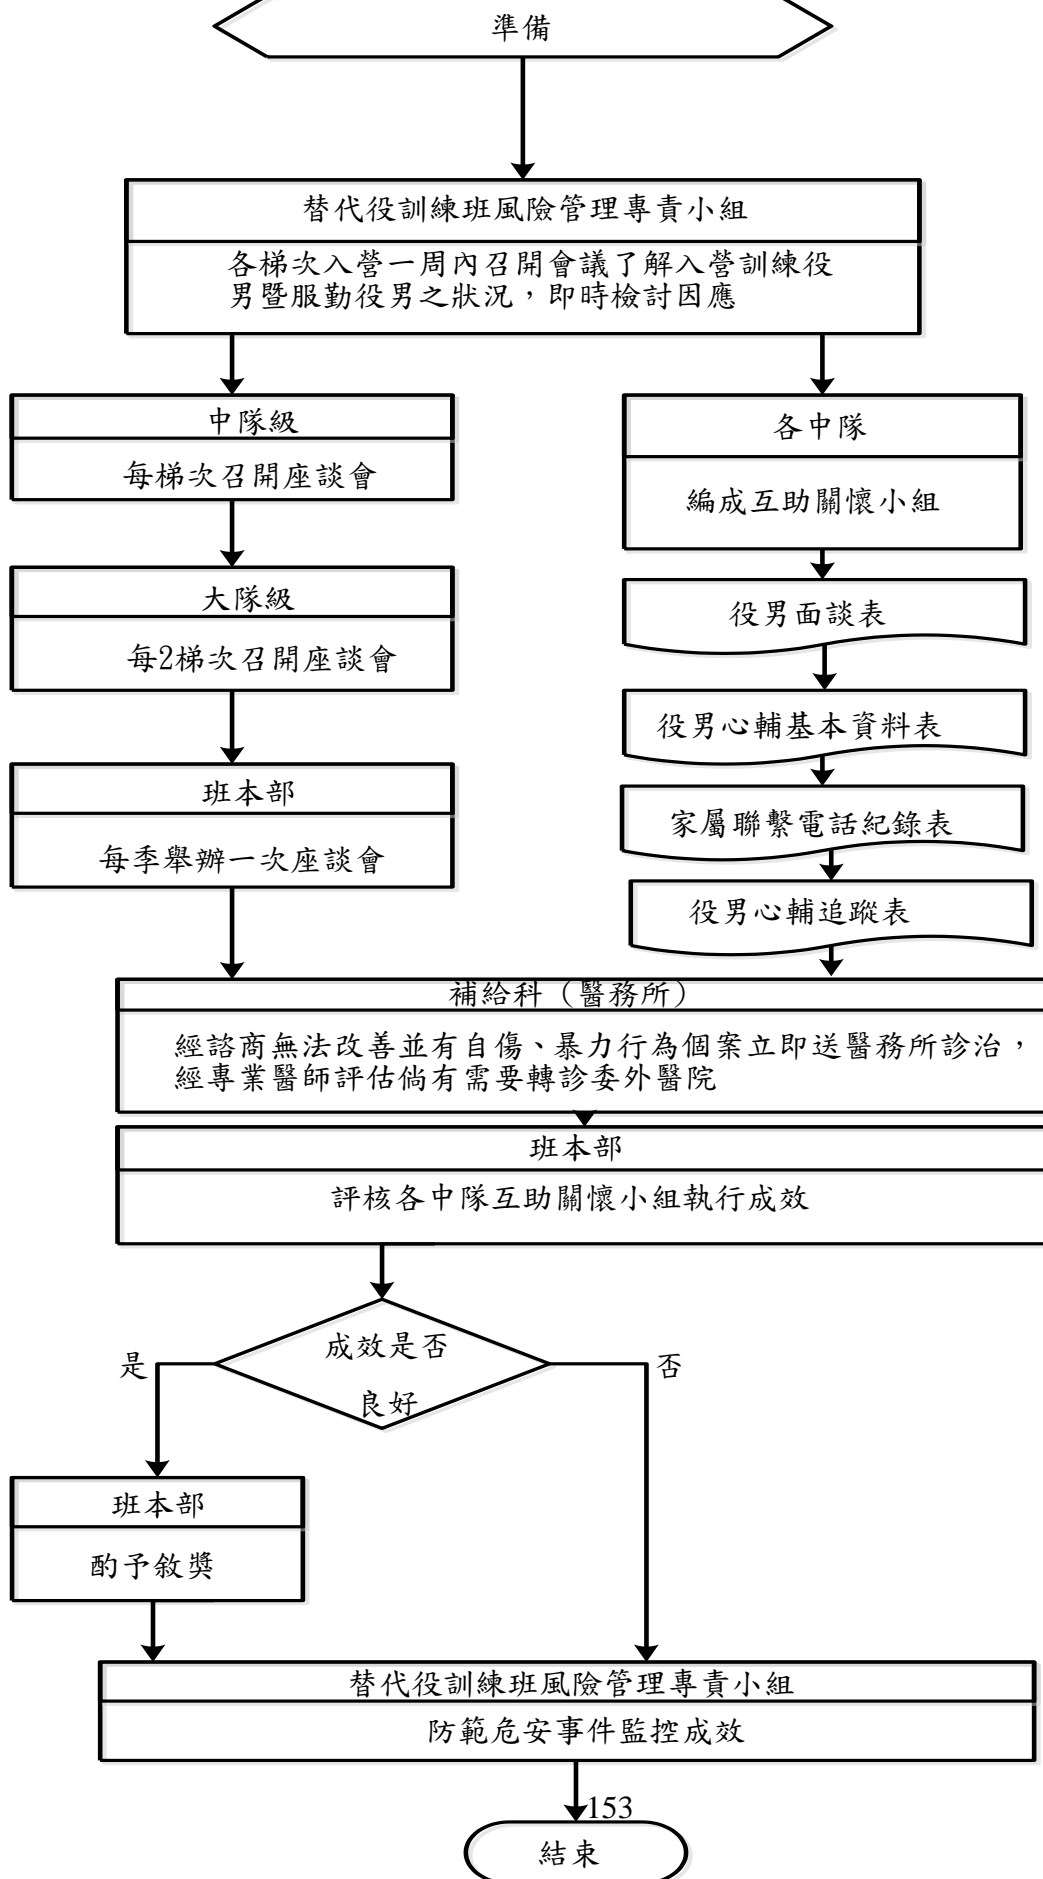 準備
替代役訓練班風險管理專責小組
各梯次入營一周內召開會議了解入營訓練役
男暨服勤役男之狀況，即時檢討因應
中隊級
每梯次召開座談會
大隊級
每2梯次召開座談會
班本部
每季舉辦一次座談會
各中隊
編成互助關懷小組
役男面談表
役男心輔基本資料表
家屬聯繫電話紀錄表
役男心輔追蹤表
補給科（醫務所）
經諮商無法改善並有自傷、暴力行為個案立即送醫務所診治，
經專業醫師評估倘有需要轉診委外醫院
班本部
評核各中隊互助關懷小組執行成效
成效是否
良好
是
否
班本部
酌予敘獎
替代役訓練班風險管理專責小組
防範危安事件監控成效
153
結束